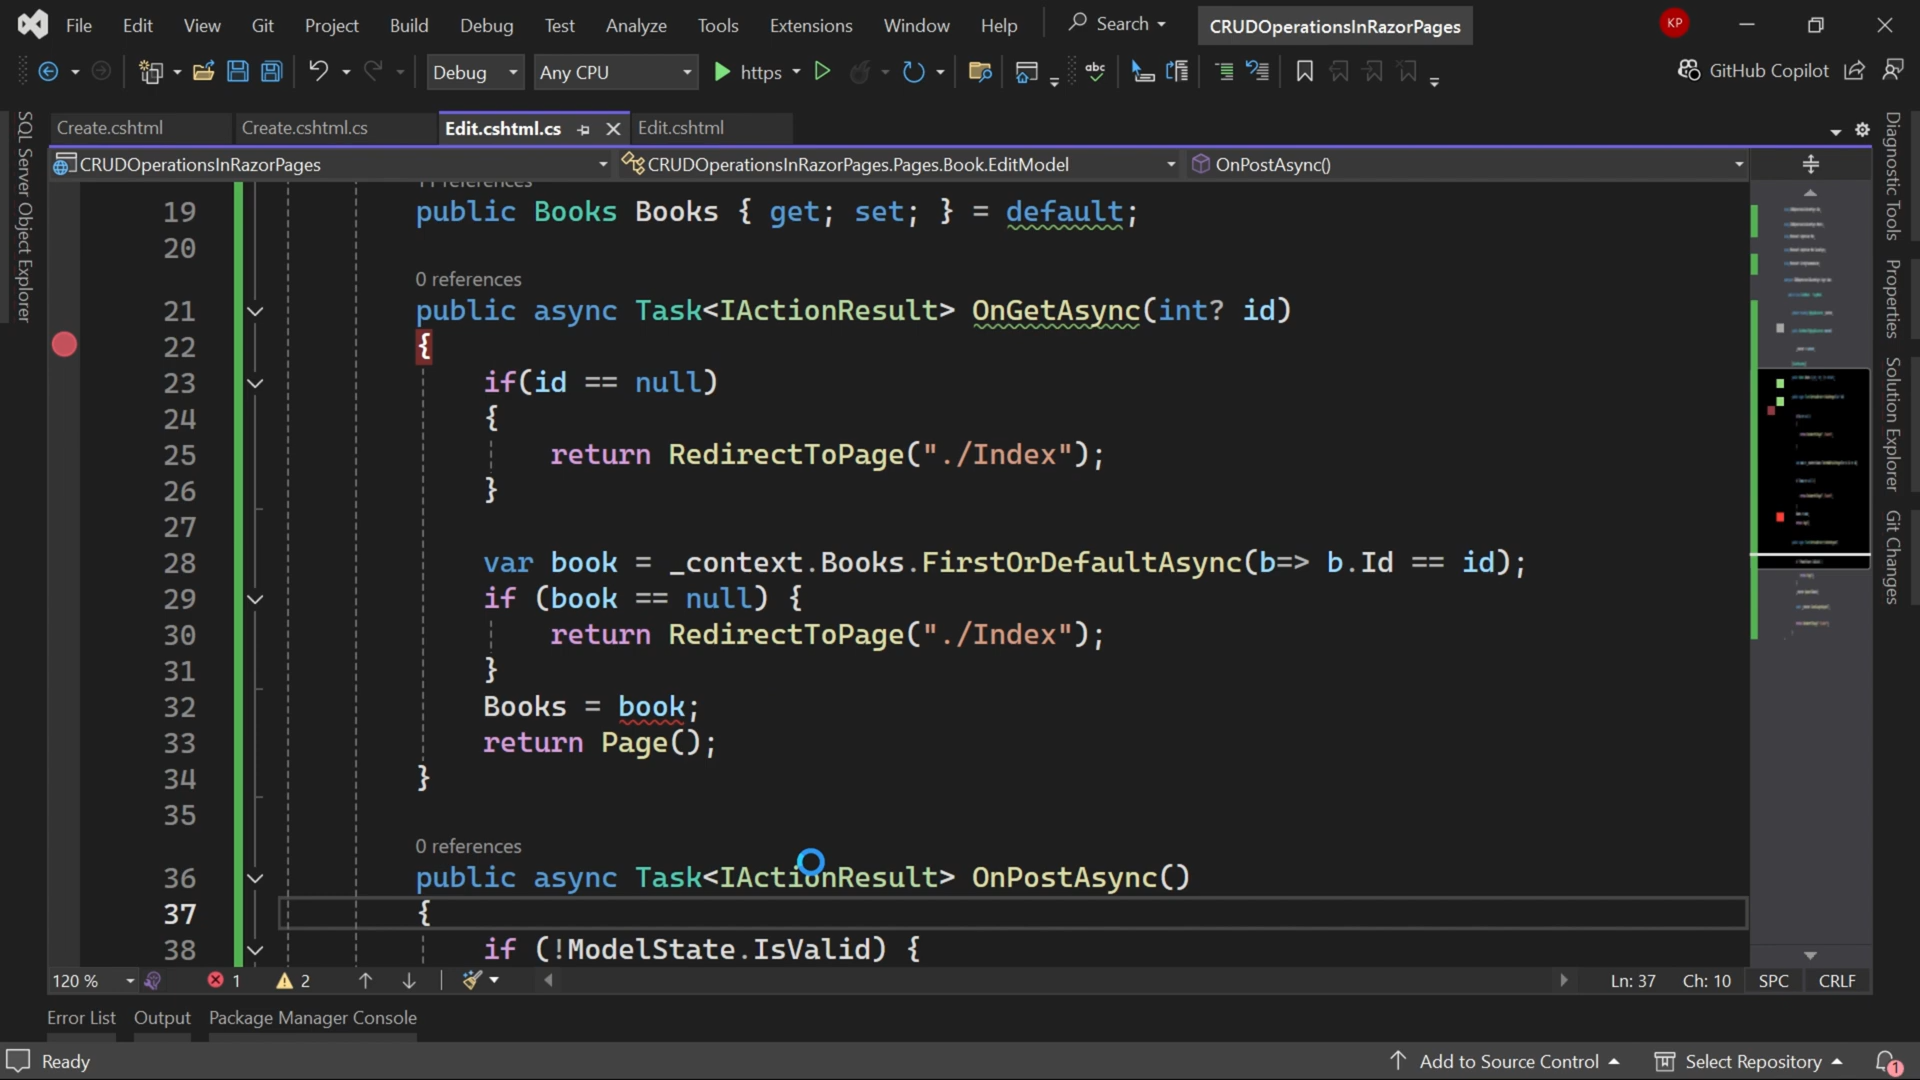 File Edit View Git Project Build Debug Test Analyze Tools Extensions Window Help Search CRUDOperationsInRazorPages KP
Debug Any CPU https abc GitHub Copilot
Create.cshtml Create.cshtml.cs Edit.cshtml.cs Edit.cshtml
CRUDOperationsInRazorPages CRUDOperationsInRazorPages.Pages.Book.EditModel OnPostAsync()
SQL Server Object Explorer
11 references
19 public Books Books { get; set; } = default;
20
0 references
21 public async Task<IActionResult> OnGetAsync(int? id)
22 {
23 if(id == null)
24 {
25 return RedirectToPage("./Index");
26 }
27
28 var book = _context.Books.FirstOrDefaultAsync(b=> b.Id == id);
29 if (book == null) {
30 return RedirectToPage("./Index");
31 }
32 Books = book;
33 return Page();
34 }
35
0 references
36 public async Task<IActionResult> OnPostAsync()
37 {
38 if (!ModelState.IsValid) {
Diagnostic Tools
Properties
Solution Explorer
Git Changes
120 % 1 2 Ln: 37 Ch: 10 SPC CRLF
Error List Output Package Manager Console
Ready Add to Source Control Select Repository 1